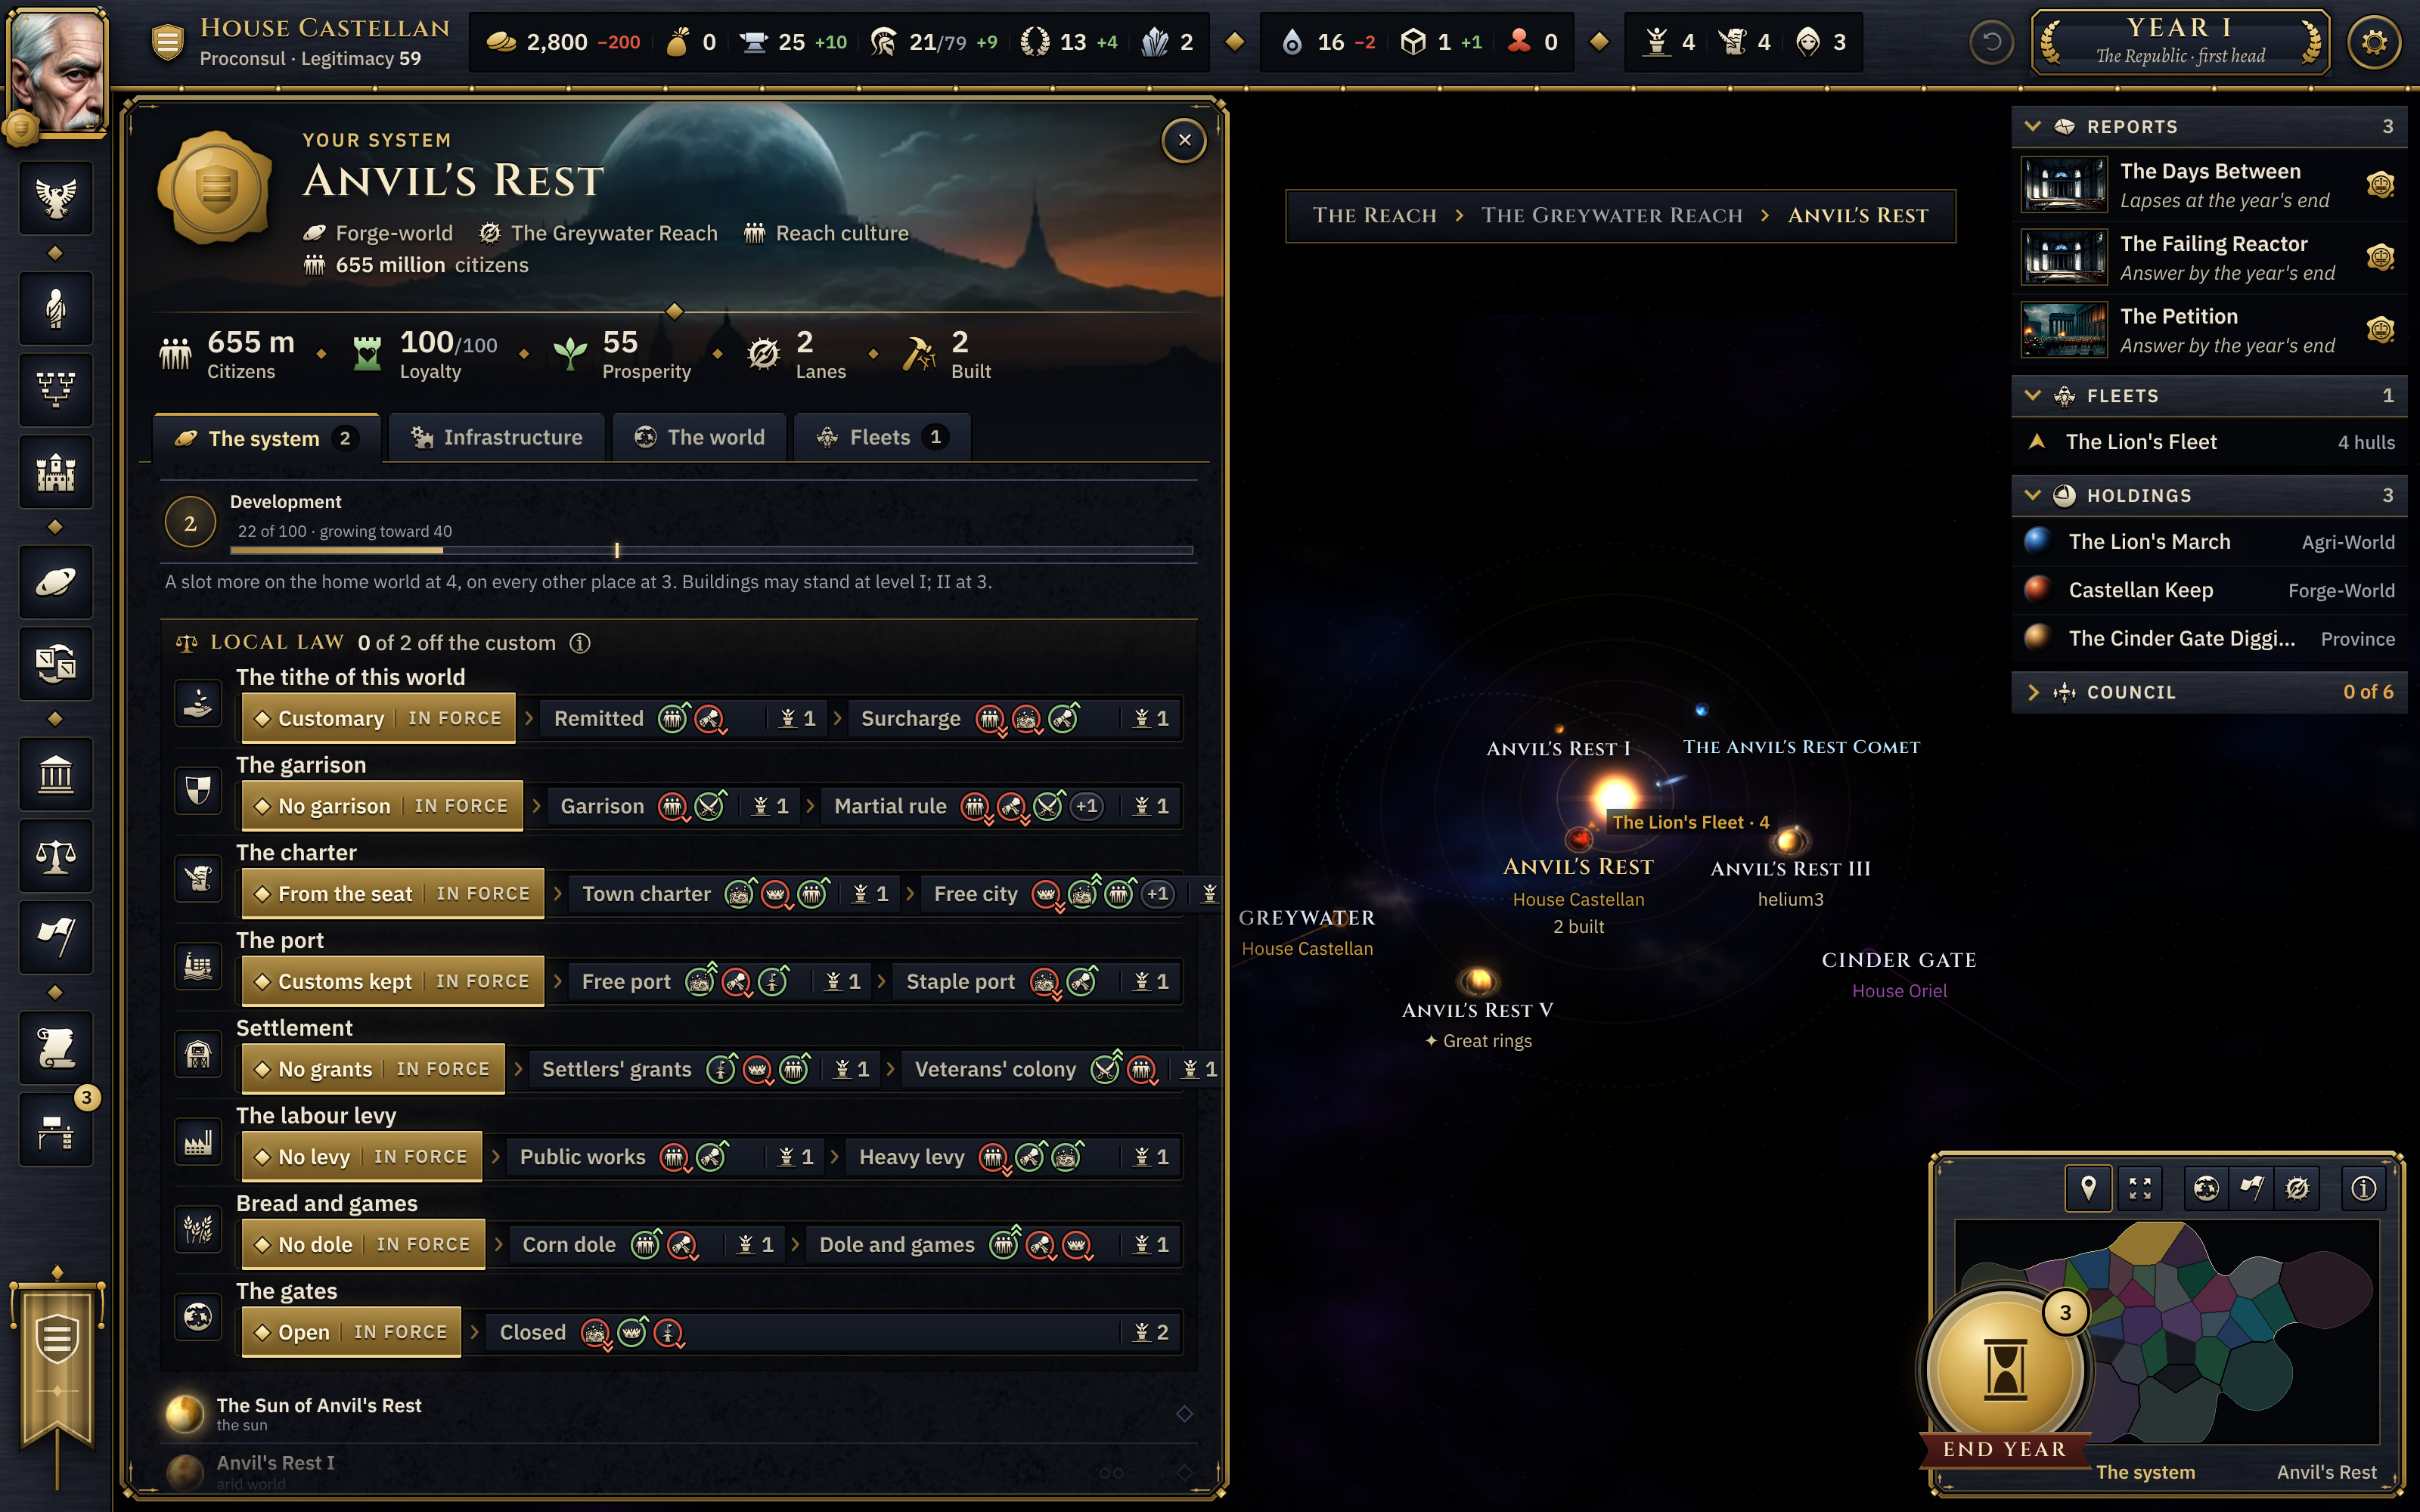 HOUSE CASTELLAN
Proconsul · Legitimacy 59
2,800 −200
0
25 +10
21/79 +9
13 +4
2
16 −2
1 +1
0
4
4
3
YEAR I
The Republic · first head
YOUR SYSTEM
ANVIL'S REST
Forge-world
The Greywater Reach
Reach culture
655 million citizens
655 m
Citizens
100/100
Loyalty
55
Prosperity
2
Lanes
2
Built
The system 2
Infrastructure
The world
Fleets 1
2
Development
22 of 100 · growing toward 40
A slot more on the home world at 4, on every other place at 3. Buildings may stand at level I; II at 3.
LOCAL LAW 0 of 2 off the custom
The tithe of this world
Customary IN FORCE
Remitted 1
Surcharge 1
The garrison
No garrison IN FORCE
Garrison 1
Martial rule +1 1
The charter
From the seat IN FORCE
Town charter 1
Free city +1
The port
Customs kept IN FORCE
Free port 1
Staple port 1
Settlement
No grants IN FORCE
Settlers' grants 1
Veterans' colony 1
The labour levy
No levy IN FORCE
Public works 1
Heavy levy 1
Bread and games
No dole IN FORCE
Corn dole 1
Dole and games 1
The gates
Open IN FORCE
Closed 2
The Sun of Anvil's Rest
the sun
Anvil's Rest I
arid world
3
THE REACH > THE GREYWATER REACH > ANVIL'S REST
ANVIL'S REST I
THE ANVIL'S REST COMET
The Lion's Fleet · 4
ANVIL'S REST
House Castellan
2 built
ANVIL'S REST III
helium3
GREYWATER
House Castellan
CINDER GATE
House Oriel
ANVIL'S REST V
Great rings
REPORTS 3
The Days Between
Lapses at the year's end
The Failing Reactor
Answer by the year's end
The Petition
Answer by the year's end
FLEETS 1
The Lion's Fleet 4 hulls
HOLDINGS 3
The Lion's March Agri-World
Castellan Keep Forge-World
The Cinder Gate Diggi... Province
COUNCIL 0 of 6
3
END YEAR
The system
Anvil's Rest